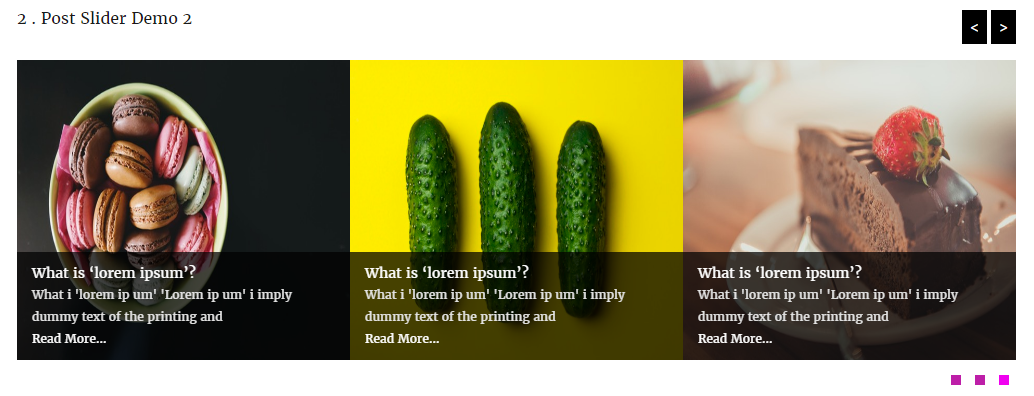 2 . Post Slider Demo 2
< >
What is ‘lorem ipsum’?
What i 'lorem ip um' 'Lorem ip um' i imply
dummy text of the printing and
Read More...
What is ‘lorem ipsum’?
What i 'lorem ip um' 'Lorem ip um' i imply
dummy text of the printing and
Read More...
What is ‘lorem ipsum’?
What i 'lorem ip um' 'Lorem ip um' i imply
dummy text of the printing and
Read More...